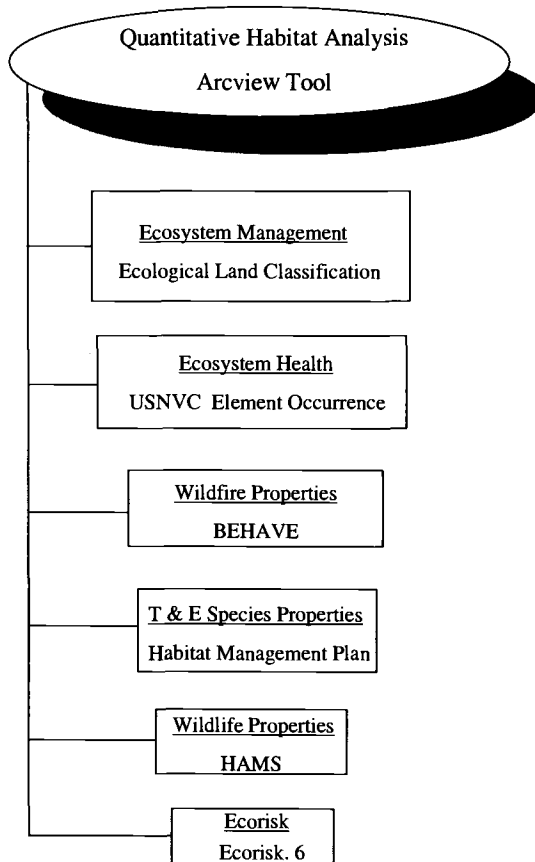 Quantitative Habitat Analysis
Arcview Tool
Ecosystem Management
Ecological Land Classification
Ecosystem Health
USNVC Element Occurrence
Wildfire Properties
BEHAVE
T & E Species Properties
Habitat Management Plan
Wildlife Properties
HAMS
Ecorisk
Ecorisk. 6